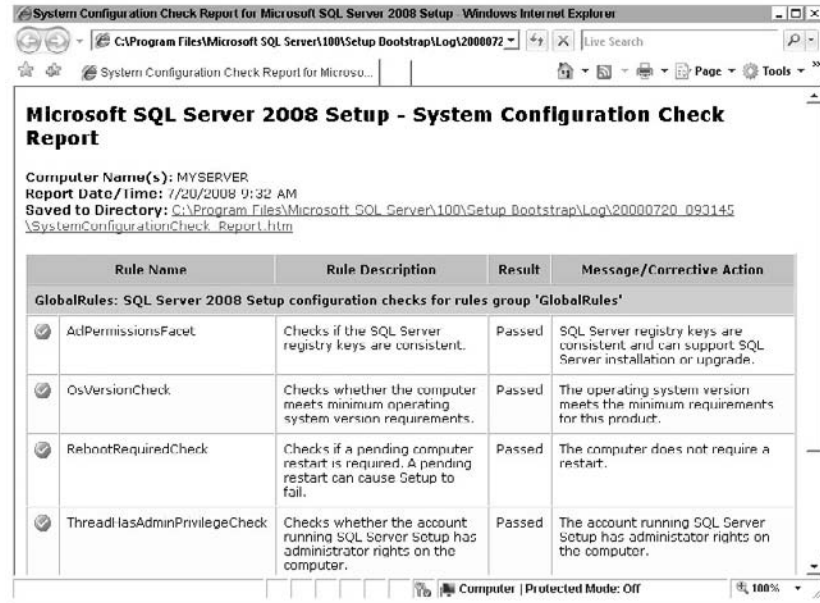 System Configuration Check Report for Microsoft SQL Server 2008 Setup - Windows Internet Explorer
C:\Program Files\Microsoft SQL Server\100\Setup Bootstrap\Log\2000072
Live Search
System Configuration Check Report for Microso...
Page
Tools
»
Microsoft SQL Server 2008 Setup - System Configuration Check
Report
Computer Name(s): MYSERVER
Report Date/Time: 7/20/2008 9:32 AM
Saved to Directory: C:\Program Files\Microsoft SQL Server\100\Setup Bootstrap\Log\20000720_093145
\SystemConfigurationCheck_Report.htm
Rule Name Rule Description Result Message/Corrective Action
GlobalRules: SQL Server 2008 Setup configuration checks for rules group 'GlobalRules'
AclPermissionsFacet
Checks if the SQL Server
registry keys are consistent.
Passed
SQL Server registry keys are
consistent and can support SQL
Server installation or upgrade.
OsVersionCheck
Checks whether the computer
meets minimum operating
system version requirements.
Passed
The operating system version
meets the minimum requirements
for this product.
RebootRequiredCheck
Checks if a pending computer
restart is required. A pending
restart can cause Setup to
fail.
Passed
The computer does not require a
restart.
ThreadHasAdminPrivilegeCheck
Checks whether the account
running SQL Server Setup has
administrator rights on the
computer.
Passed
The account running SQL Server
Setup has administator rights on
the computer.
Computer | Protected Mode: Off
100%